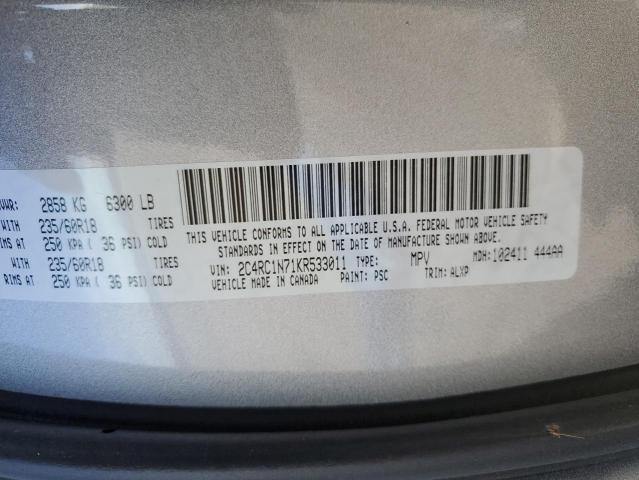 VWR: 2858 KG 6300 LB
WITH 235/60R18 TIRES
RIMS AT 250 KPA ( 36 PSI) COLD
WITH 235/60R18 TIRES
RIMS AT 250 KPA ( 36 PSI) COLD
THIS VEHICLE CONFORMS TO ALL APPLICABLE U.S.A. FEDERAL MOTOR VEHICLE SAFETY
STANDARDS IN EFFECT ON THE DATE OF MANUFACTURE SHOWN ABOVE.
VIN: 2C4RC1N71KR533011 TYPE: MPV MDH: 102411 444AA
VEHICLE MADE IN CANADA PAINT: PSC TRIM: ALXP